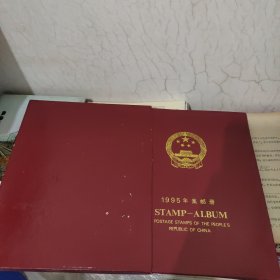 1995年集邮册
STAMP-ALBUM
POSTAGE STAMPS OF THE PEOPLE'S
REPUBLIC OF CHINA